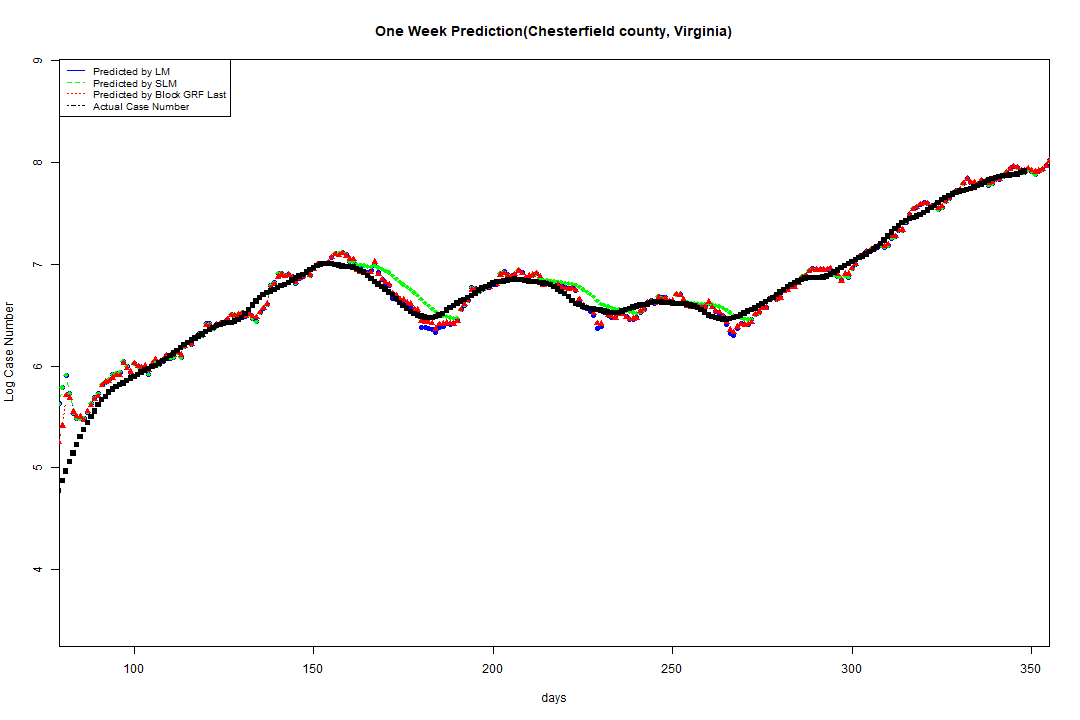 One Week Prediction(Chesterfield county, Virginia)
Predicted by LM
Predicted by SLM
Predicted by Block GRF Last
Actual Case Number
9
8
7
6
5
4
Log Case Number
100 150 200 250 300 350
days